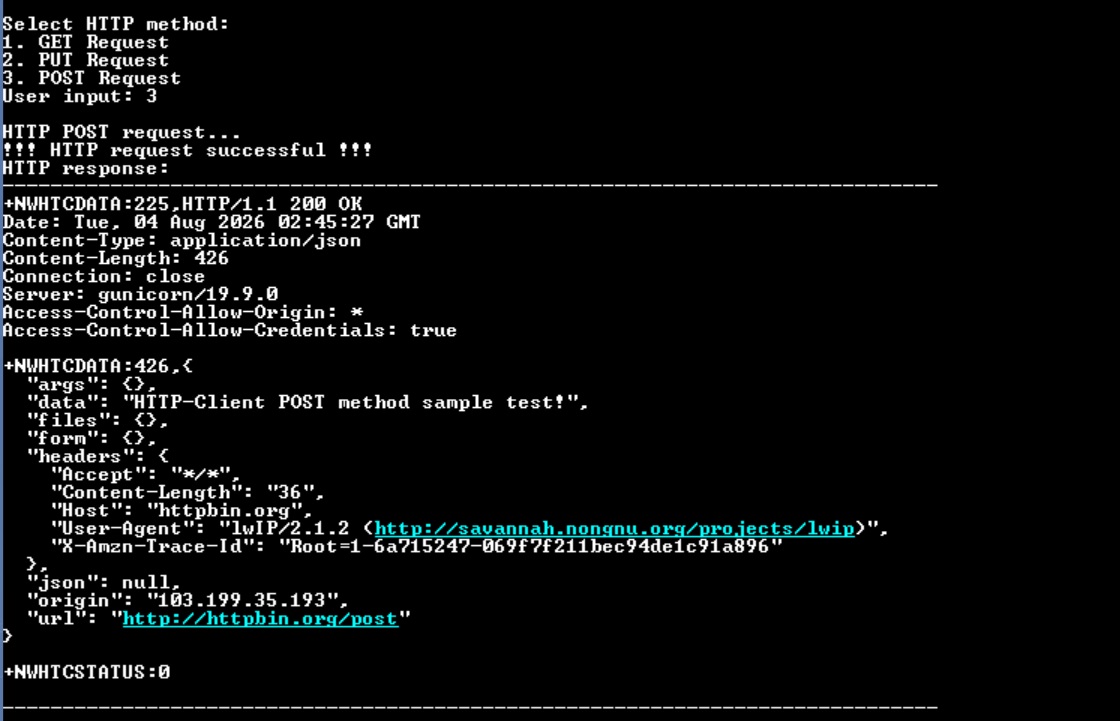 Select HTTP method:
1. GET Request
2. PUT Request
3. POST Request
User input: 3
HTTP POST request...
!!! HTTP request successful !!!
HTTP response:
------------------------------------------------------------------------------
+NWHTCDATA:225,HTTP/1.1 200 OK
Date: Tue, 04 Aug 2026 02:45:27 GMT
Content-Type: application/json
Content-Length: 426
Connection: close
Server: gunicorn/19.9.0
Access-Control-Allow-Origin: *
Access-Control-Allow-Credentials: true
+NWHTCDATA:426,{
  "args": {},
  "data": "HTTP-Client POST method sample test!",
  "files": {},
  "form": {},
  "headers": {
    "Accept": "*/*",
    "Content-Length": "36",
    "Host": "httpbin.org",
    "User-Agent": "lwIP/2.1.2 (http://savannah.nongnu.org/projects/lwip)",
    "X-Amzn-Trace-Id": "Root=1-6a715247-069f7f211bec94de1c91a896"
  },
  "json": null,
  "origin": "103.199.35.193",
  "url": "http://httpbin.org/post"
}
+NWHTCSTATUS:0
------------------------------------------------------------------------------